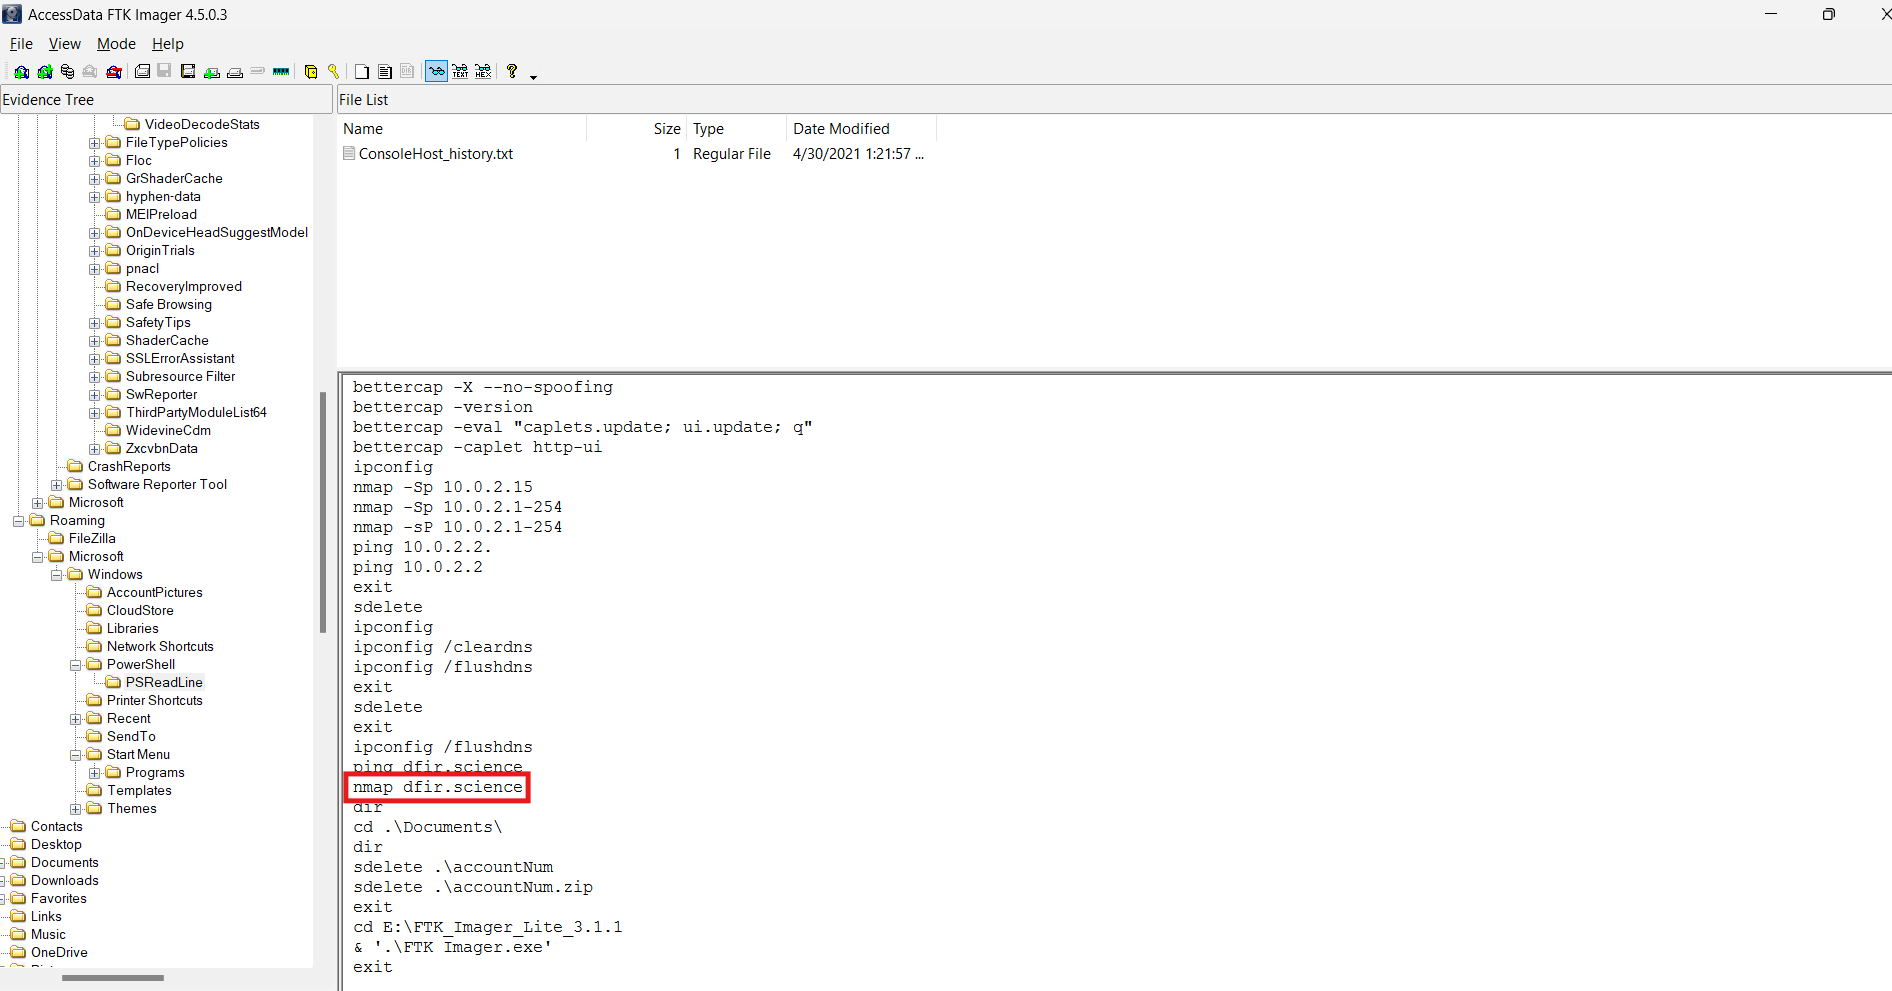 AccessData FTK Imager 4.5.0.3
File View Mode Help
Evidence Tree
VideoDecodeStats
FileTypePolicies
Floc
GrShaderCache
hyphen-data
MEIPreload
OnDeviceHeadSuggestModel
OriginTrials
pnacl
RecoveryImproved
Safe Browsing
SafetyTips
ShaderCache
SSLErrorAssistant
Subresource Filter
SwReporter
ThirdPartyModuleList64
WidevineCdm
ZxcvbnData
CrashReports
Software Reporter Tool
Microsoft
Roaming
FileZilla
Microsoft
Windows
AccountPictures
CloudStore
Libraries
Network Shortcuts
PowerShell
PSReadLine
Printer Shortcuts
Recent
SendTo
Start Menu
Programs
Templates
Themes
Contacts
Desktop
Documents
Downloads
Favorites
Links
Music
OneDrive
File List
Name Size Type Date Modified
ConsoleHost_history.txt 1 Regular File 4/30/2021 1:21:57 ...
bettercap -X --no-spoofing
bettercap -version
bettercap -eval "caplets.update; ui.update; q"
bettercap -caplet http-ui
ipconfig
nmap -Sp 10.0.2.15
nmap -Sp 10.0.2.1-254
nmap -sP 10.0.2.1-254
ping 10.0.2.2.
ping 10.0.2.2
exit
sdelete
ipconfig
ipconfig /cleardns
ipconfig /flushdns
exit
sdelete
exit
ipconfig /flushdns
ping dfir.science
nmap dfir.science
dir
cd .\Documents\
dir
sdelete .\accountNum
sdelete .\accountNum.zip
exit
cd E:\FTK_Imager_Lite_3.1.1
& '.\FTK Imager.exe'
exit